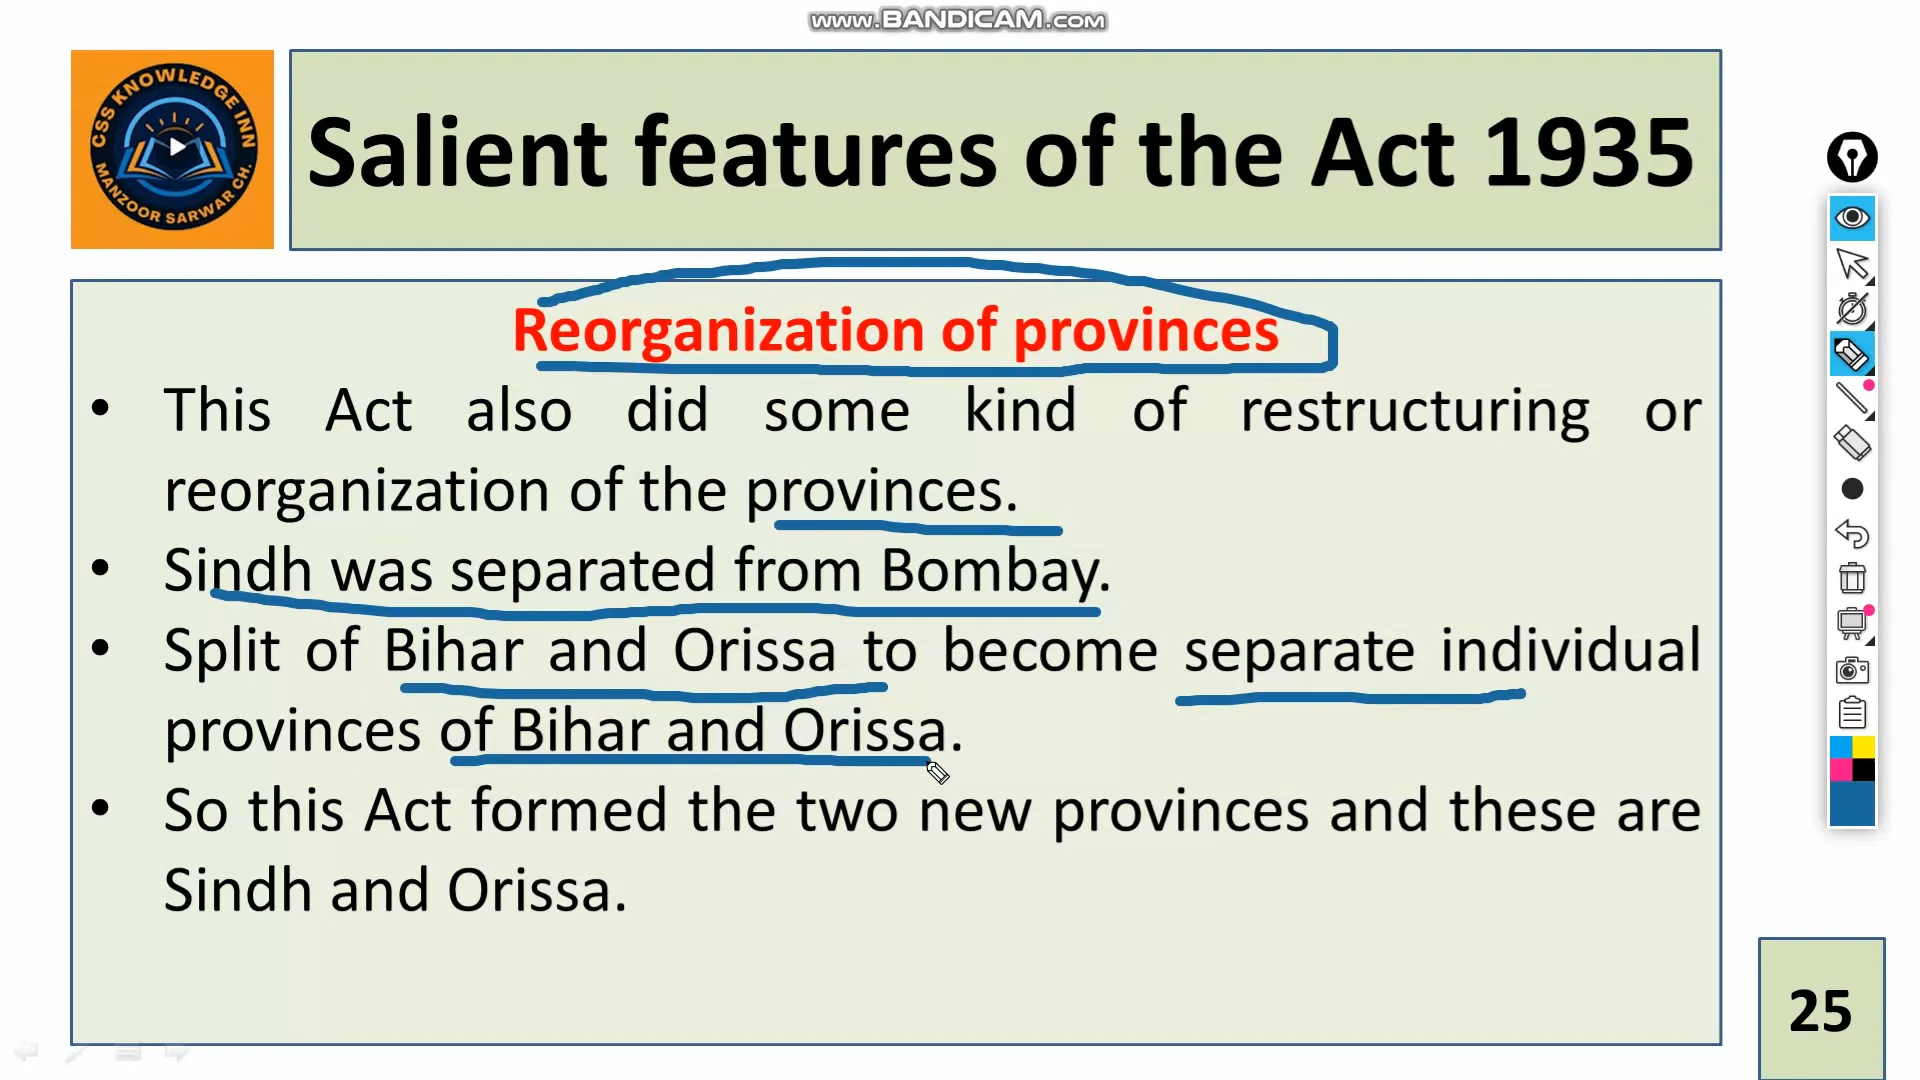 www.BANDICAM.com
CSS KNOWLEDGE INN
MANZOOR SARWAR CH.
Salient features of the Act 1935
Reorganization of provinces
• This Act also did some kind of restructuring or
reorganization of the provinces.
• Sindh was separated from Bombay.
• Split of Bihar and Orissa to become separate individual
provinces of Bihar and Orissa.
• So this Act formed the two new provinces and these are
Sindh and Orissa.
25